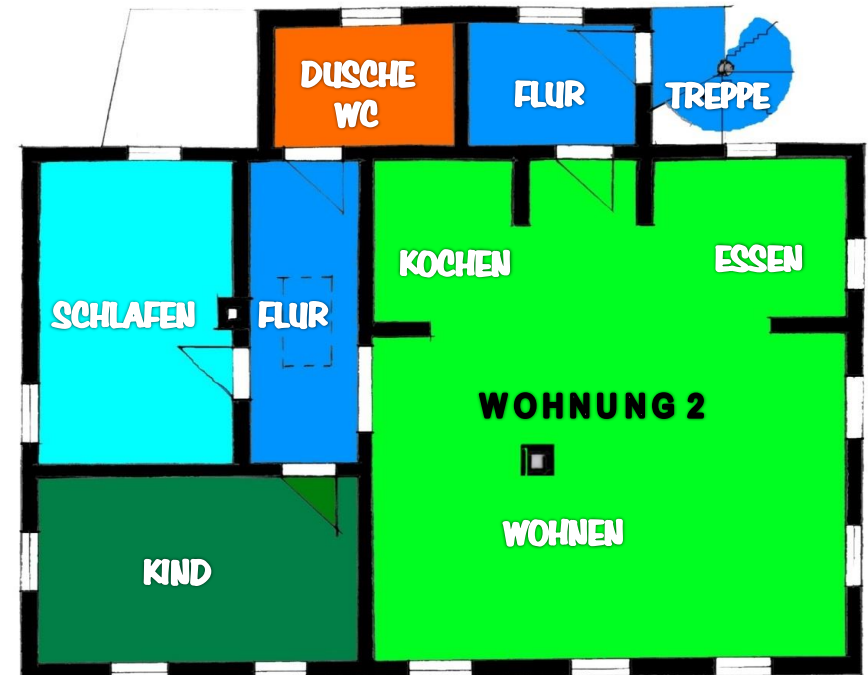 DUSCHE
WC
FLUR
TREPPE
KOCHEN
ESSEN
SCHLAFEN
FLUR
WOHNUNG 2
WOHNEN
KIND